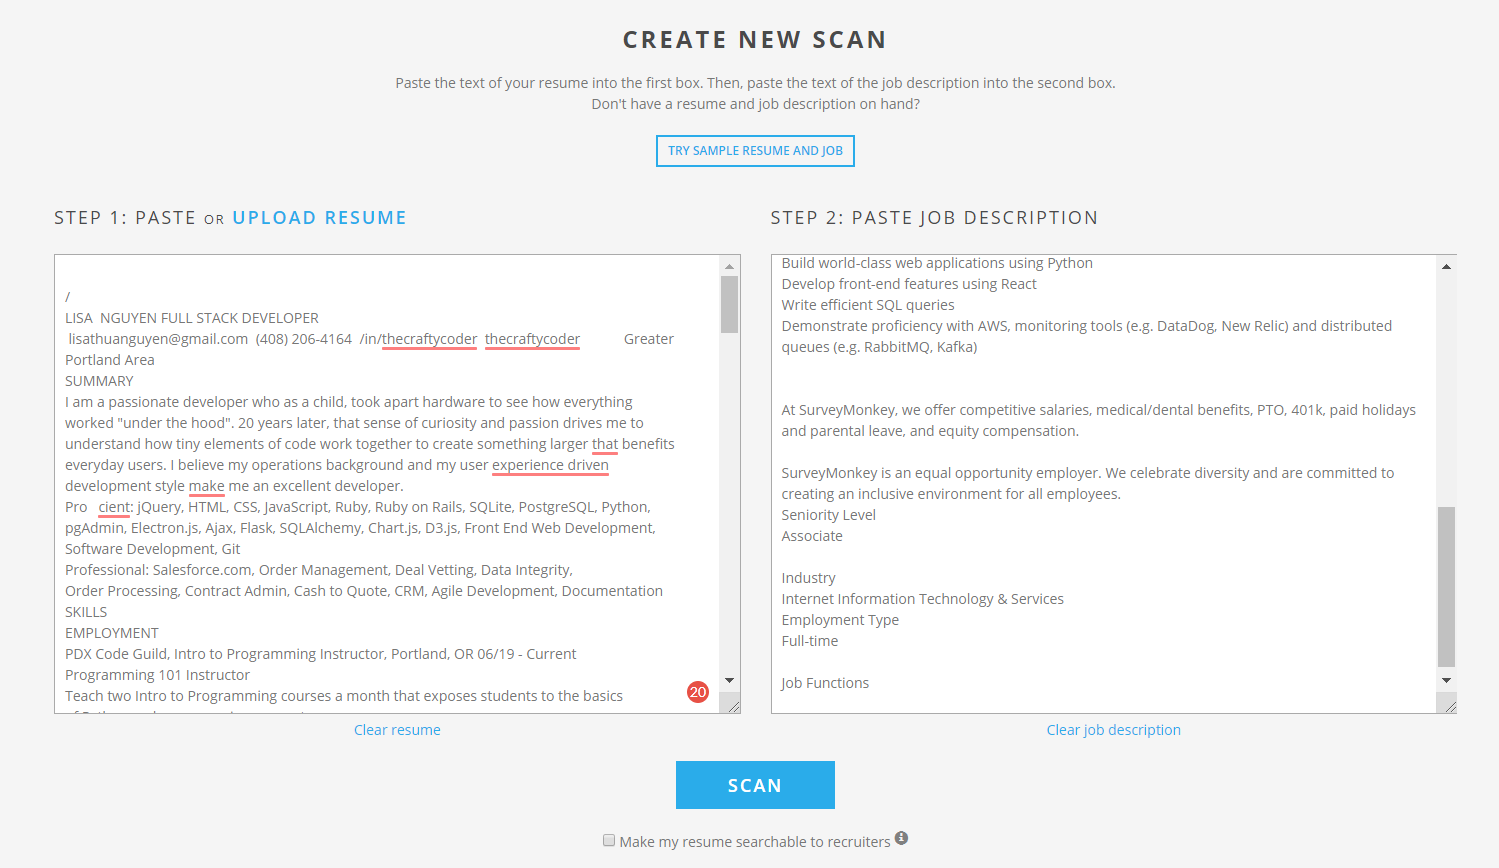 CREATE NEW SCAN
Paste the text of your resume into the first box. Then, paste the text of the job description into the second box.
Don't have a resume and job description on hand?
TRY SAMPLE RESUME AND JOB
STEP 1: PASTE OR UPLOAD RESUME
/
LISA NGUYEN FULL STACK DEVELOPER
lisathuanguyen@gmail.com (408) 206-4164 /in/thecraftycoder thecraftycoder Greater
Portland Area
SUMMARY
I am a passionate developer who as a child, took apart hardware to see how everything
worked "under the hood". 20 years later, that sense of curiosity and passion drives me to
understand how tiny elements of code work together to create something larger that benefits
everyday users. I believe my operations background and my user experience driven
development style make me an excellent developer.
Pro cient: jQuery, HTML, CSS, JavaScript, Ruby, Ruby on Rails, SQLite, PostgreSQL, Python,
pgAdmin, Electron.js, Ajax, Flask, SQLAlchemy, Chart.js, D3.js, Front End Web Development,
Software Development, Git
Professional: Salesforce.com, Order Management, Deal Vetting, Data Integrity,
Order Processing, Contract Admin, Cash to Quote, CRM, Agile Development, Documentation
SKILLS
EMPLOYMENT
PDX Code Guild, Intro to Programming Instructor, Portland, OR 06/19 - Current
Programming 101 Instructor
Teach two Intro to Programming courses a month that exposes students to the basics
20
Clear resume
STEP 2: PASTE JOB DESCRIPTION
Build world-class web applications using Python
Develop front-end features using React
Write efficient SQL queries
Demonstrate proficiency with AWS, monitoring tools (e.g. DataDog, New Relic) and distributed
queues (e.g. RabbitMQ, Kafka)
At SurveyMonkey, we offer competitive salaries, medical/dental benefits, PTO, 401k, paid holidays
and parental leave, and equity compensation.
SurveyMonkey is an equal opportunity employer. We celebrate diversity and are committed to
creating an inclusive environment for all employees.
Seniority Level
Associate
Industry
Internet Information Technology & Services
Employment Type
Full-time
Job Functions
Clear job description
SCAN
Make my resume searchable to recruiters